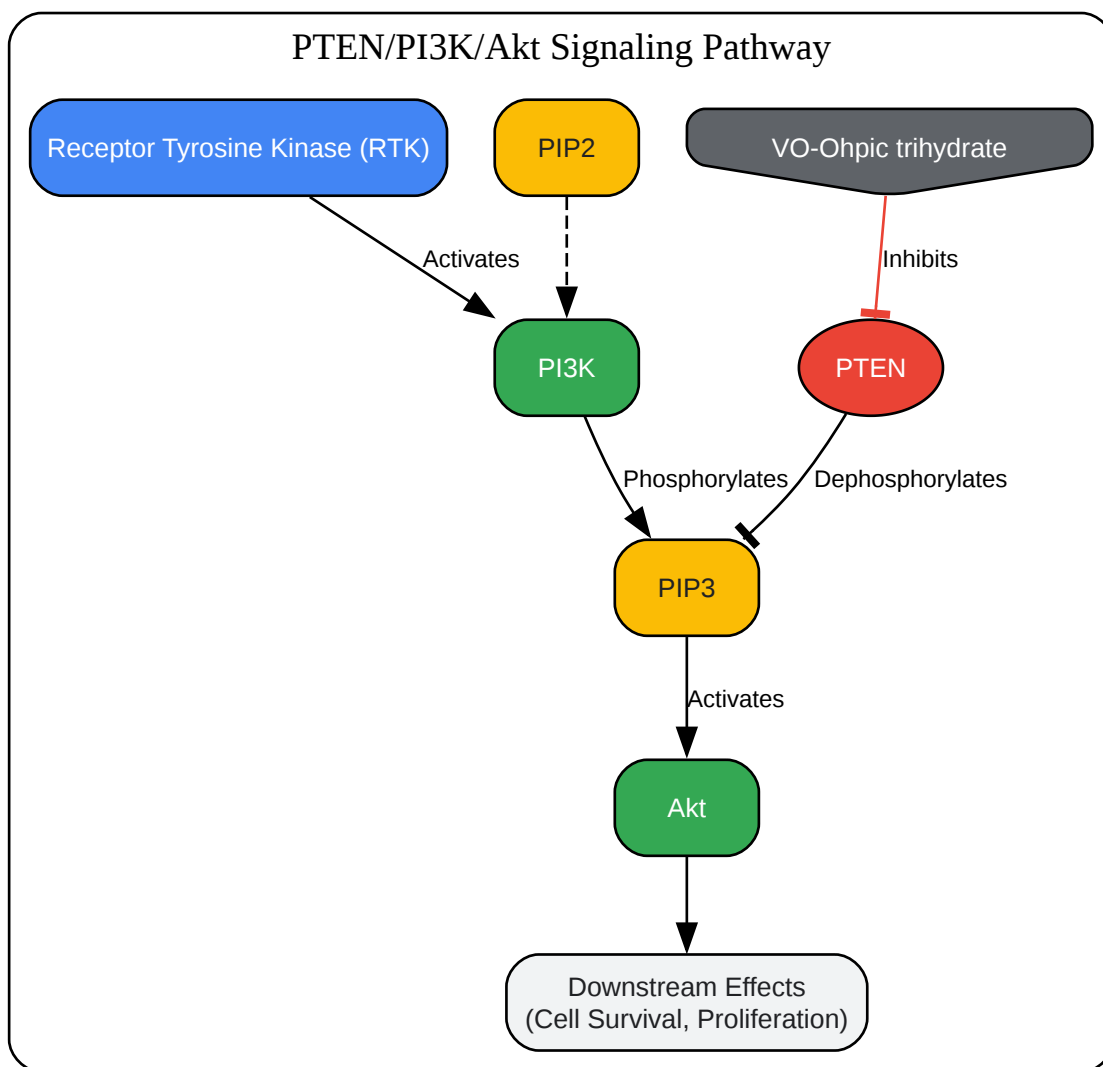 PTEN/PI3K/Akt Signaling Pathway
Receptor Tyrosine Kinase (RTK)
PIP2
VO-Ohpic trihydrate
Activates
Inhibits
PI3K
PTEN
Phosphorylates
Dephosphorylates
PIP3
Activates
Akt
Downstream Effects
(Cell Survival, Proliferation)